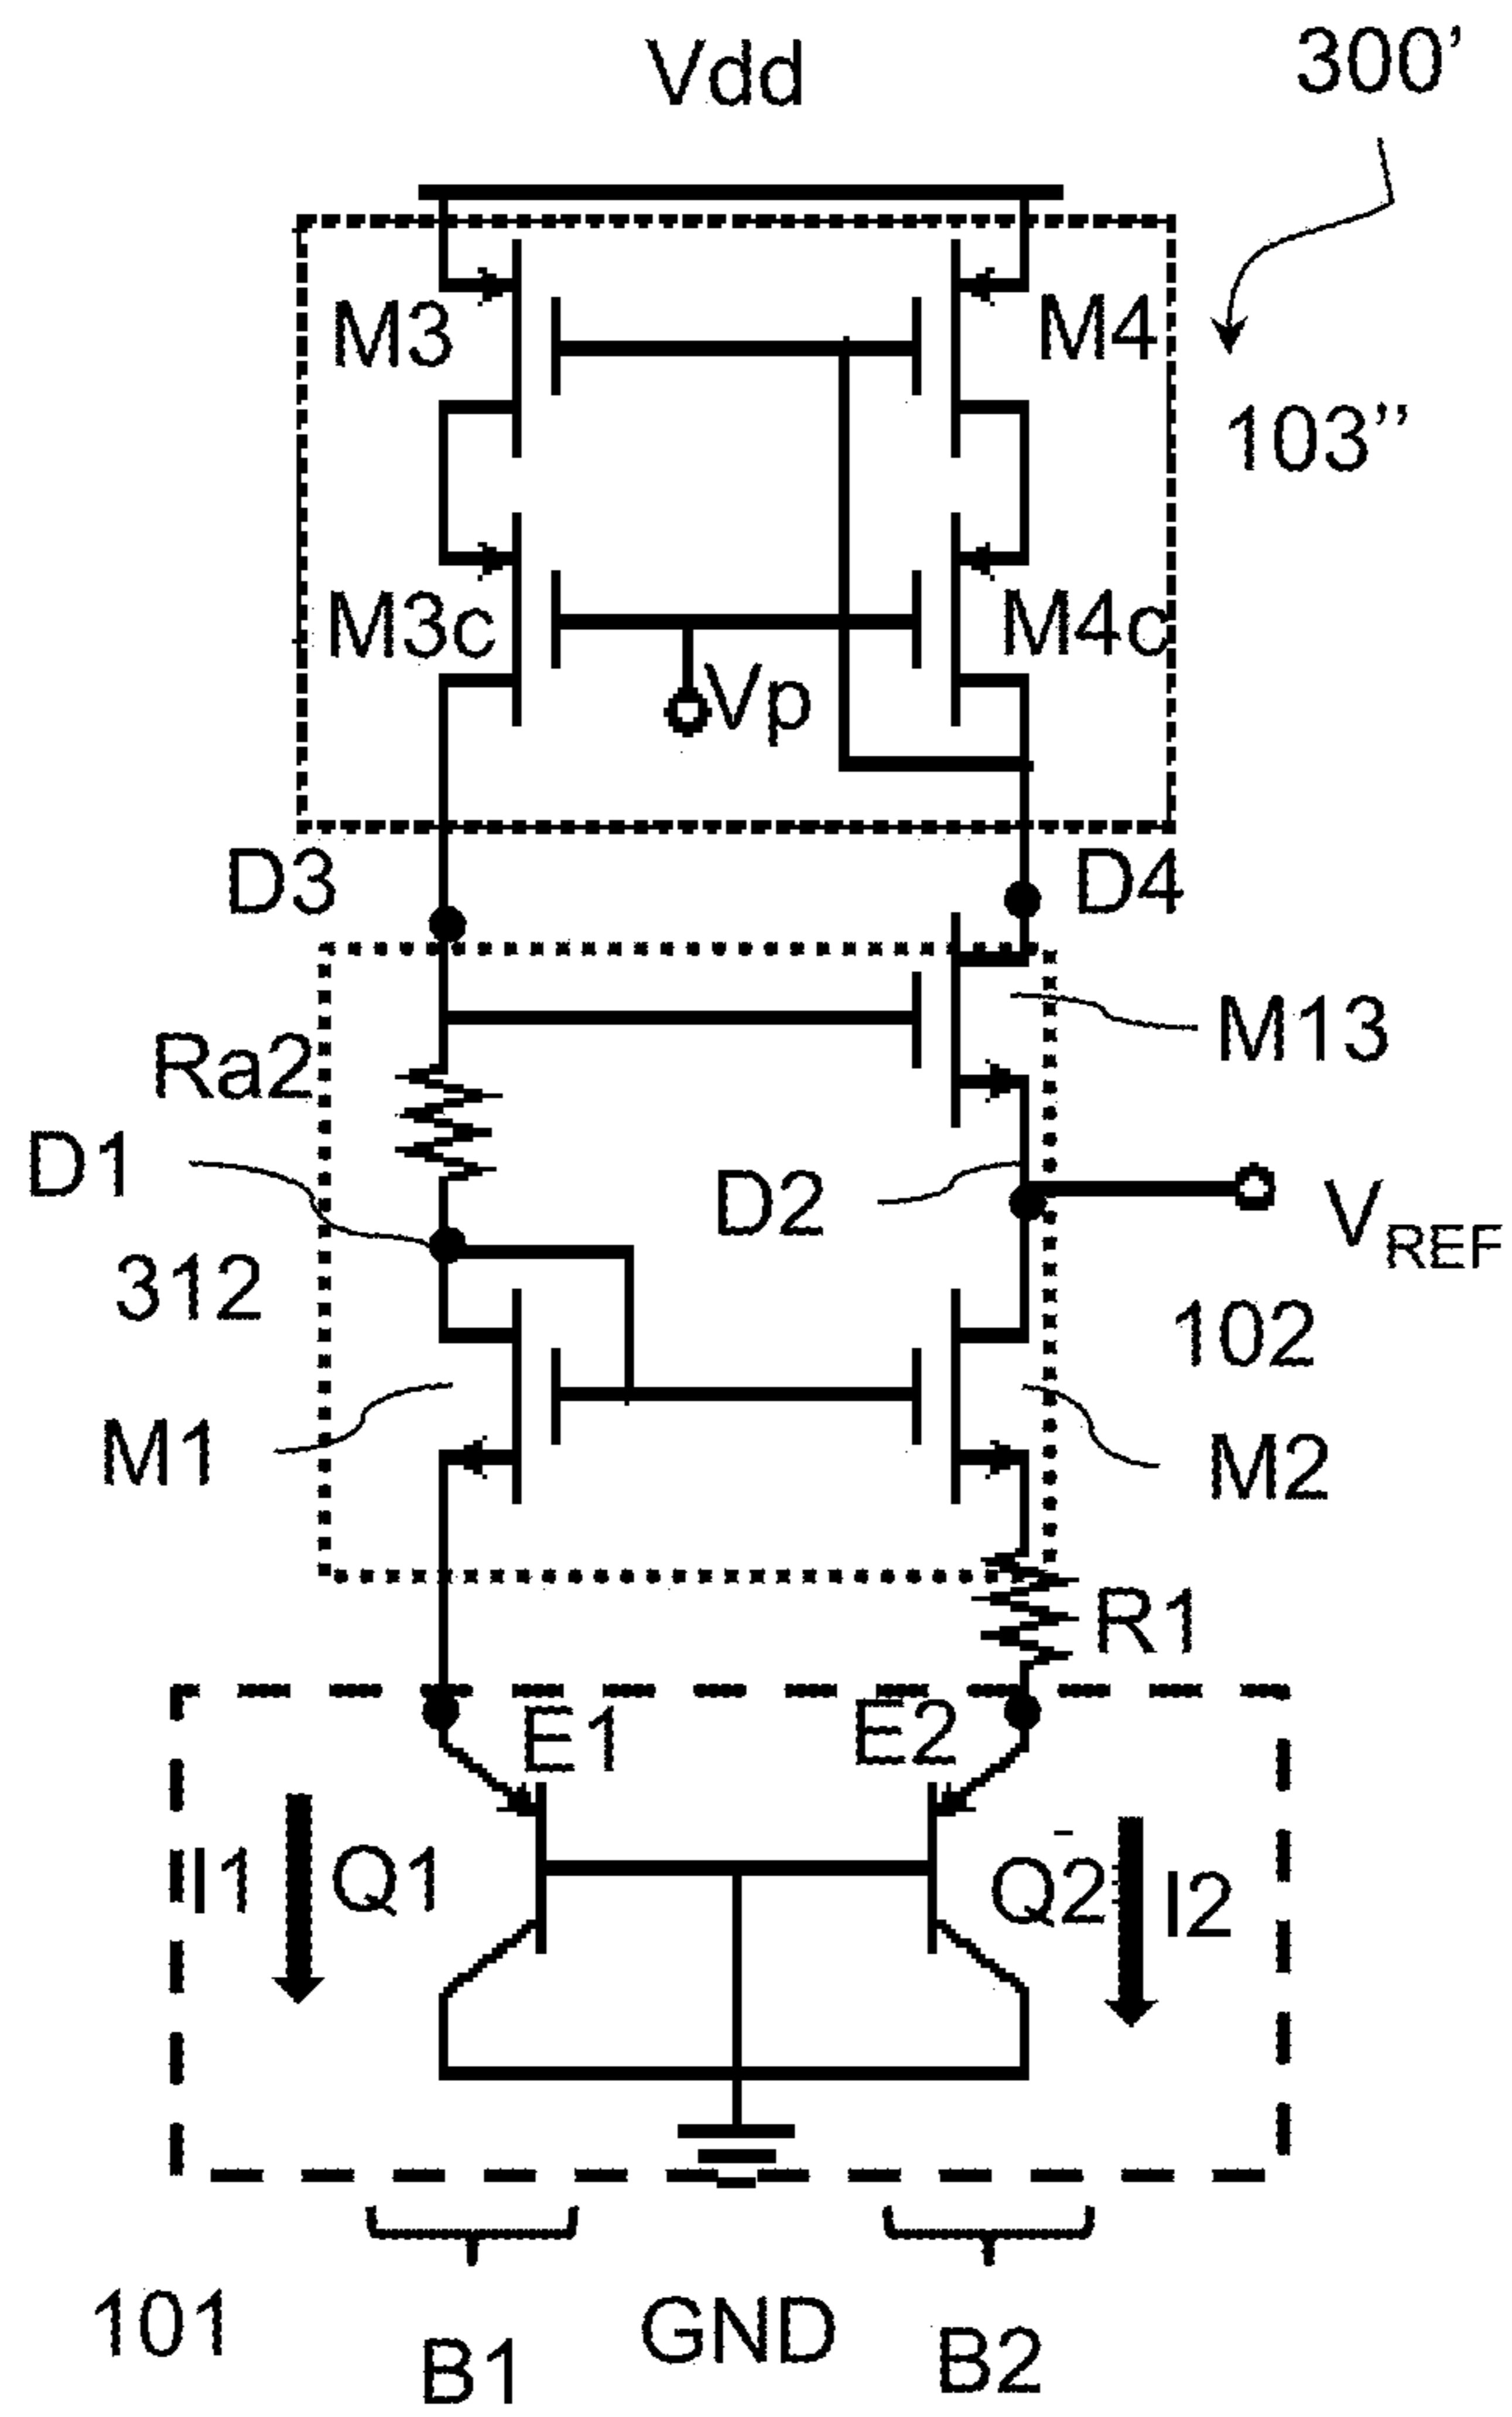 Vdd
300’
M3
M4
103”
M3c
M4c
Vp
D3
D4
M13
Ra2
D1
D2
VREF
312
102
M1
M2
R1
E1
E2
I1
Q1
Q2
I2
101
B1
GND
B2